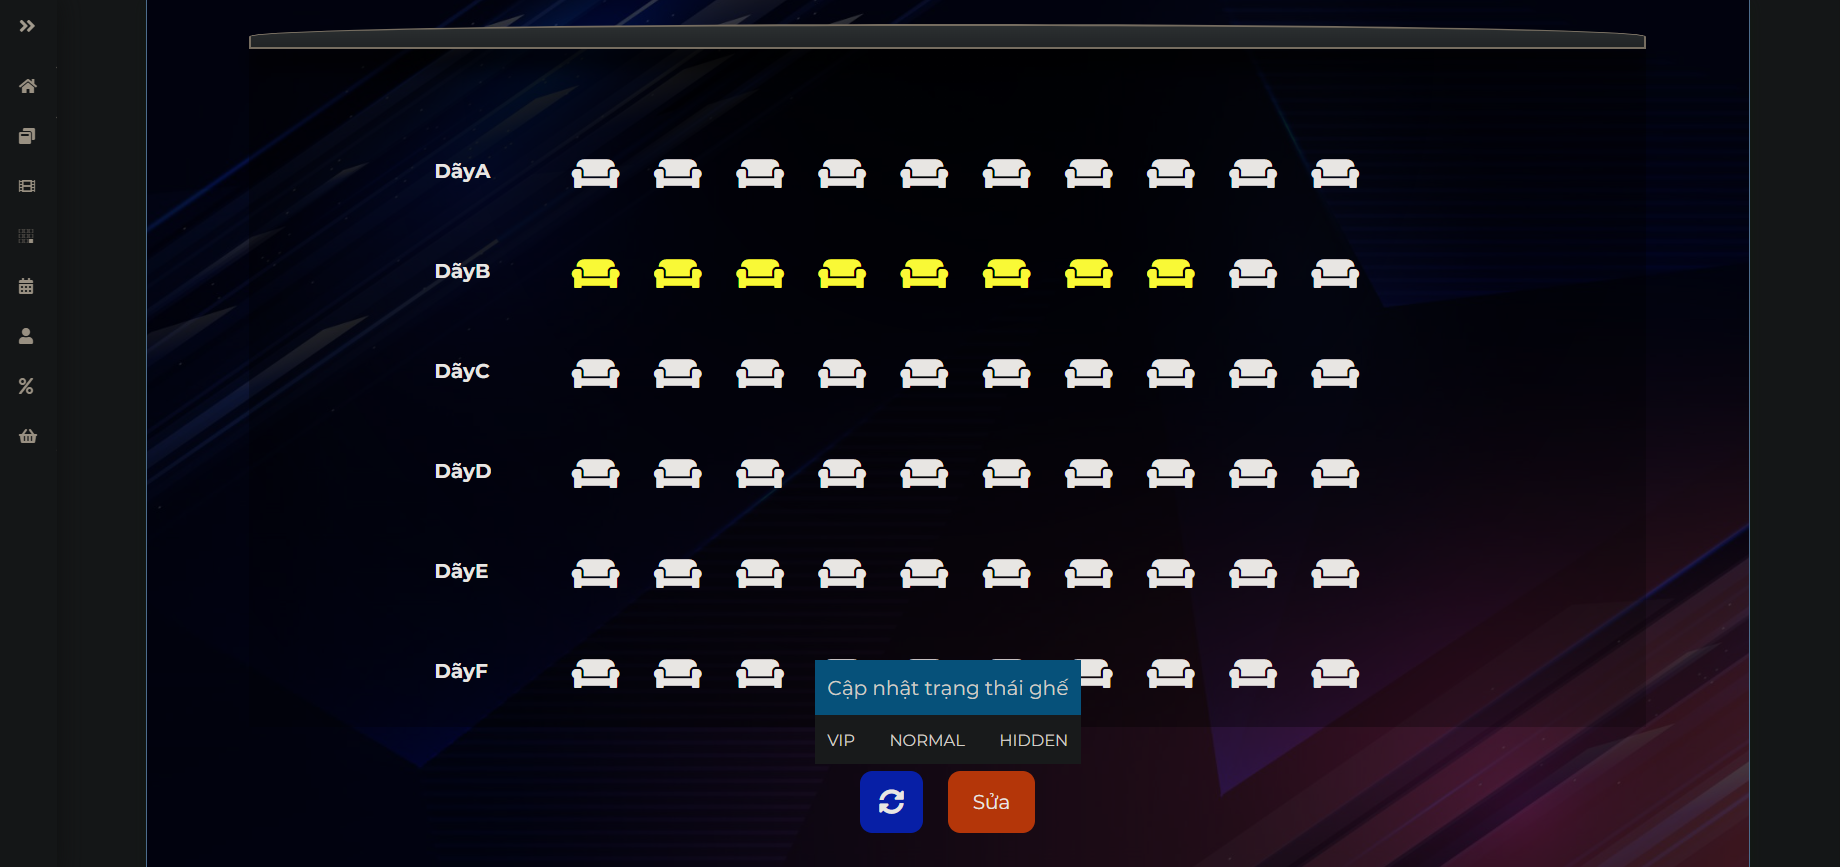 DãyA
DãyB
DãyC
DãyD
DãyE
DãyF
Cập nhật trạng thái ghế
VIP NORMAL HIDDEN
Sửa